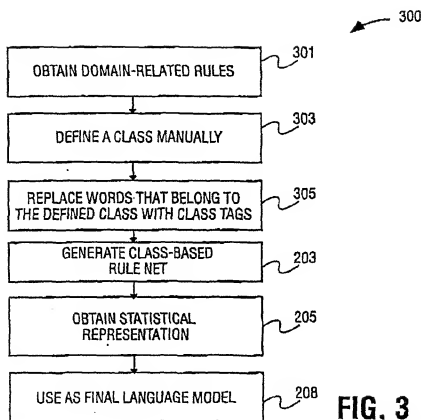 300
OBTAIN DOMAIN-RELATED RULES
301
DEFINE A CLASS MANUALLY
303
REPLACE WORDS THAT BELONG TO
THE DEFINED CLASS WITH CLASS TAGS
305
GENERATE CLASS-BASED
RULE NET
203
OBTAIN STATISTICAL
REPRESENTATION
205
USE AS FINAL LANGUAGE MODEL
208
FIG. 3